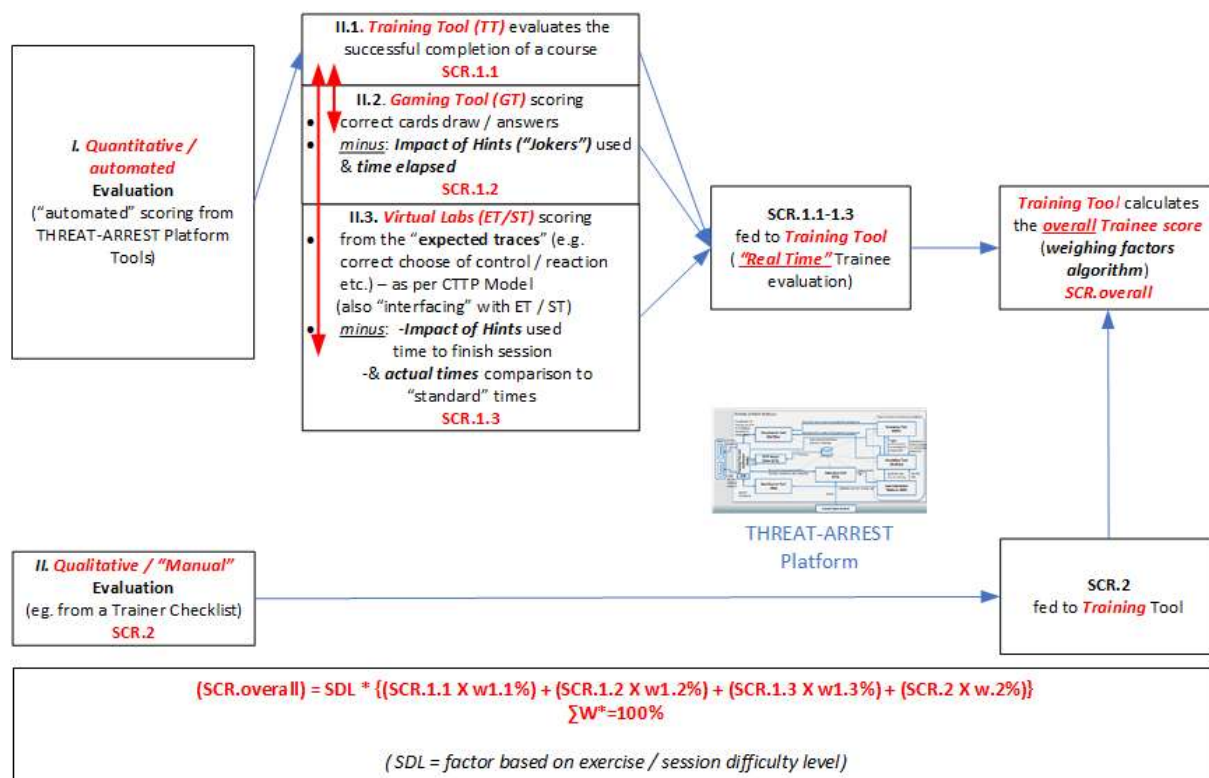 I. Quantitative /
automated
Evaluation
(“automated” scoring from
THREAT-ARREST Platform
Tools)
II.1. Training Tool (TT) evaluates the
successful completion of a course
SCR.1.1
II.2. Gaming Tool (GT) scoring
• correct cards draw / answers
• minus: Impact of Hints (“Jokers”) used
& time elapsed
SCR.1.2
II.3. Virtual Labs (ET/ST) scoring
• from the “expected traces” (e.g.
correct choose of control / reaction
etc.) – as per CTTP Model
(also “interfacing” with ET / ST)
• minus: -Impact of Hints used
time to finish session
-& actual times comparison to
“standard” times
SCR.1.3
SCR.1.1-1.3
fed to Training Tool
( “Real Time” Trainee
evaluation)
Training Tool calculates
the overall Trainee score
(weighing factors
algorithm)
SCR.overall
THREAT-ARREST
Platform
II. Qualitative / “Manual”
Evaluation
(eg. from a Trainer Checklist)
SCR.2
SCR.2
fed to Training Tool
(SCR.overall) = SDL * {(SCR.1.1 X w1.1%) + (SCR.1.2 X w1.2%) + (SCR.1.3 X w1.3%) + (SCR.2 X w.2%)}
∑W*=100%
( SDL = factor based on exercise / session difficulty level)